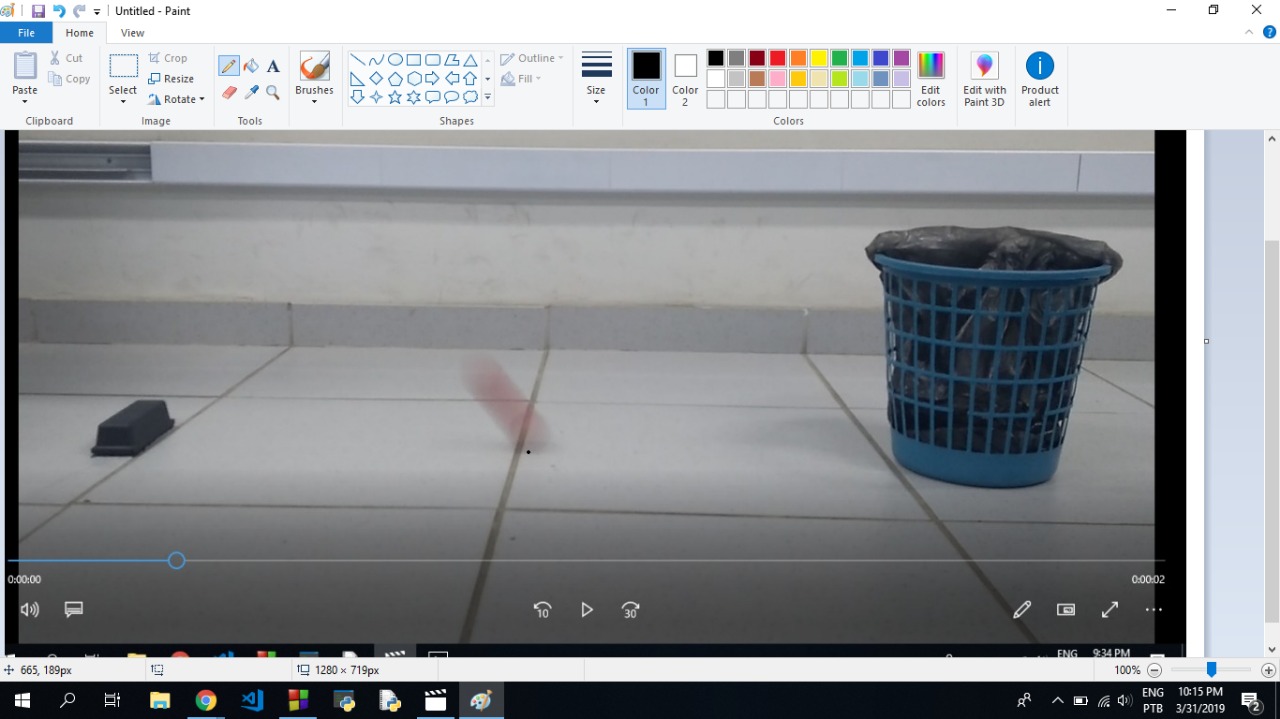 Untitled - Paint
File Home View
Paste
Cut
Copy
Clipboard
Select
Crop
Resize
Rotate
Image
A
Tools
Brushes
Outline
Fill
Shapes
Size
Color 1
Color 2
Edit colors
Colors
Edit with Paint 3D
Product alert
0:00:00
0:00:02
10
30
ENG 9:34 PM
665, 189px
1280 × 719px
100%
ENG 10:15 PM
PTB 3/31/2019
2